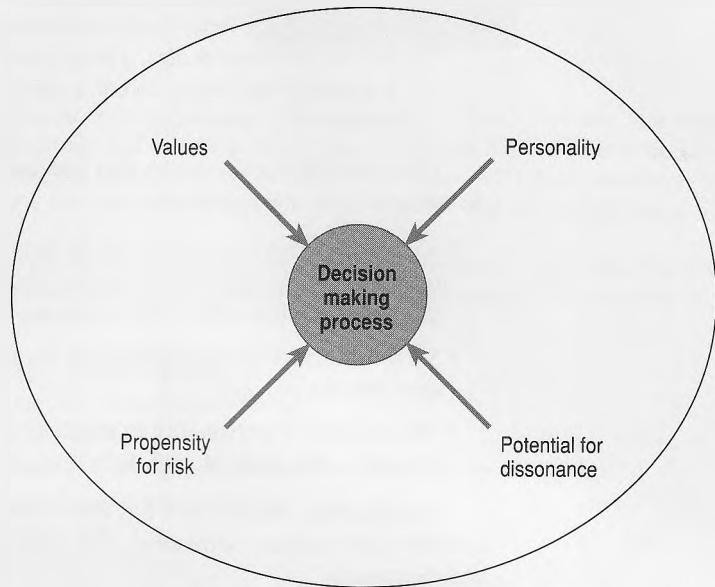 Values
Personality
Decision
making
process
Propensity
for risk
Potential for
dissonance